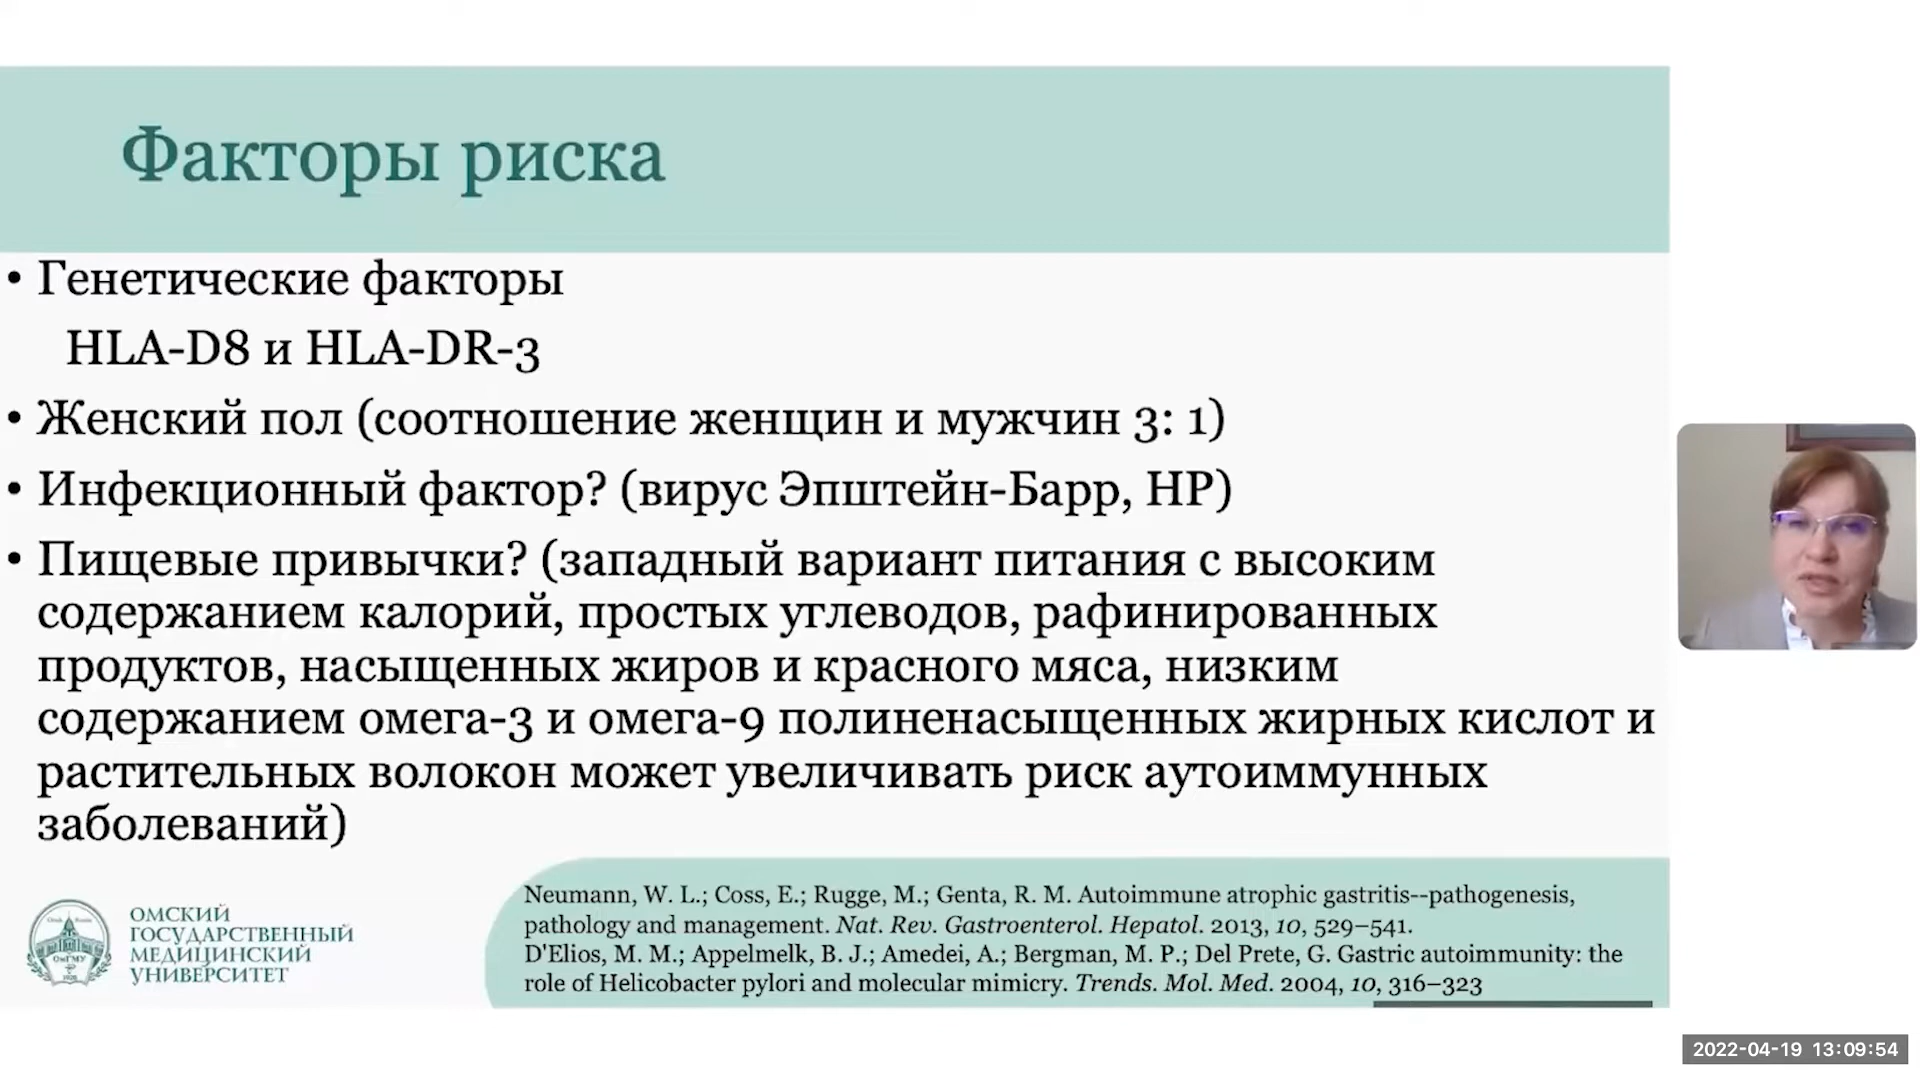 Факторы риска
• Генетические факторы
HLA-D8 и HLA-DR-3
• Женский пол (соотношение женщин и мужчин 3: 1)
• Инфекционный фактор? (вирус Эпштейн-Барр, НР)
• Пищевые привычки? (западный вариант питания с высоким
содержанием калорий, простых углеводов, рафинированных
продуктов, насыщенных жиров и красного мяса, низким
содержанием омега-3 и омега-9 полиненасыщенных жирных кислот и
растительных волокон может увеличивать риск аутоиммунных
заболеваний)
ОМСКИЙ
ГОСУДАРСТВЕННЫЙ
МЕДИЦИНСКИЙ
УНИВЕРСИТЕТ
ОмГМУ
Neumann, W. L.; Coss, E.; Rugge, M.; Genta, R. M. Autoimmune atrophic gastritis--pathogenesis,
pathology and management. Nat. Rev. Gastroenterol. Hepatol. 2013, 10, 529–541.
D'Elios, M. M.; Appelmelk, B. J.; Amedei, A.; Bergman, M. P.; Del Prete, G. Gastric autoimmunity: the
role of Helicobacter pylori and molecular mimicry. Trends. Mol. Med. 2004, 10, 316–323
2022-04-19 13:09:54